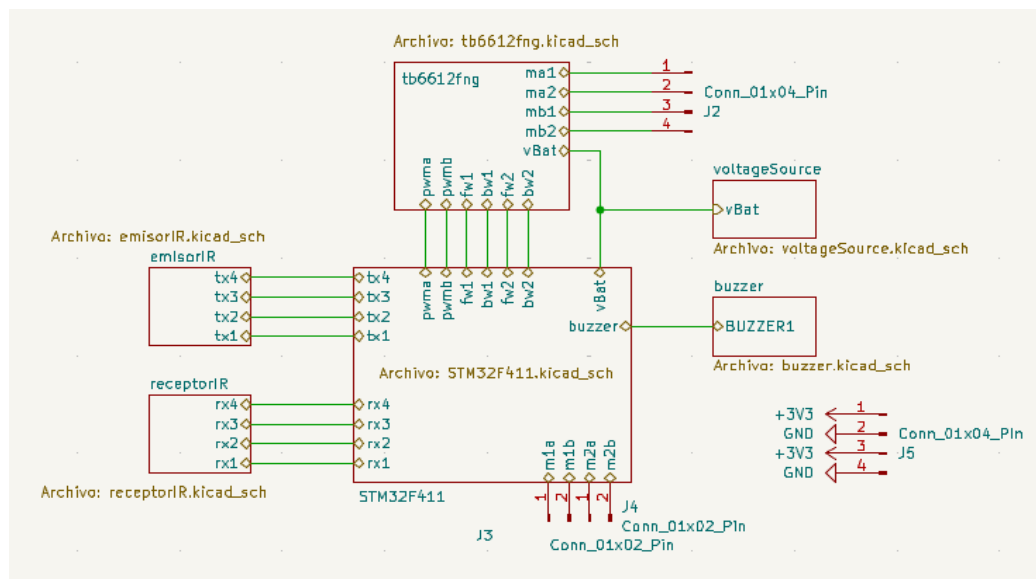 Archivo: tb6612fng.kicad_sch
tb6612fng
ma1
ma2
mb1
mb2
vBat
1
2
3
4
Conn_01x04_Pin
J2
pwma
pwmb
fw1
bw1
fw2
bw2
voltageSource
vBat
Archivo: voltageSource.kicad_sch
Archivo: emisorIR.kicad_sch
emisorIR
tx4
tx3
tx2
tx1
tx4
tx3
tx2
tx1
pwma
pwmb
fw1
bw1
fw2
bw2
vBat
buzzer
buzzer
BUZZER1
Archivo: buzzer.kicad_sch
Archivo: STM32F411.kicad_sch
receptorIR
rx4
rx3
rx2
rx1
rx4
rx3
rx2
rx1
Archivo: receptorIR.kicad_sch
m1a
m1b
m2a
m2b
STM32F411
1
2
1
2
J4
Conn_01x02_Pin
J3
Conn_01x02_Pin
+3V3 1
GND 2
+3V3 3
GND 4
Conn_01x04_Pin
J5